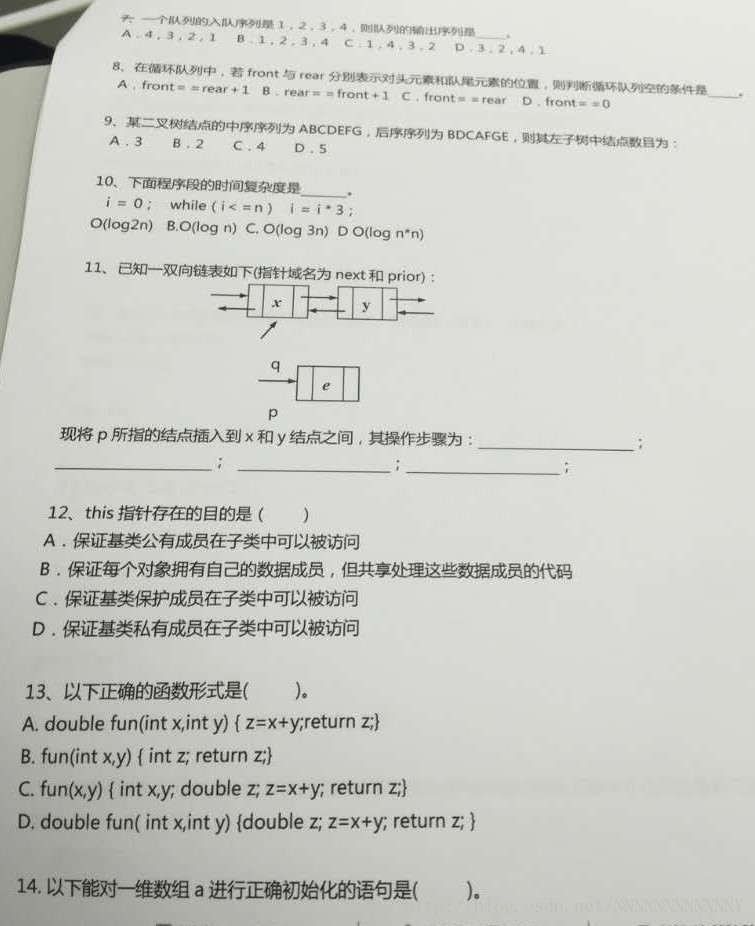 一个队列的入队序列是 1，2，3，4，则队列的输出序列是_____。
A．4，3，2，1 B．1，2，3，4 C．1，4，3，2 D．3，2，4，1
8、在循环队列中，若 front 与 rear 分别表示对头元素和队尾元素的位置，则判断循环队列空的条件是_____。
A．front= =rear+1 B．rear= =front+1 C．front= =rear D．front= =0
9、某二叉树结点的中序序列为 ABCDEFG，后序序列为 BDCAFGE，则其左子树中结点数目为：
A．3 B．2 C．4 D．5
10、下面程序段的时间复杂度是_______。
i = 0； while（i<=n） i = i * 3；
O(log2n) B.O(log n) C. O(log 3n) D O(log n*n)
11、已知一双向链表如下(指针域名为 next 和 prior)：
x y
q
e
p
现将 p 所指的结点插入到 x 和 y 结点之间，其操作步骤为：_______________；
_______________；_______________；_______________；
12、this 指针存在的目的是（ ）
A．保证基类公有成员在子类中可以被访问
B．保证每个对象拥有自己的数据成员，但共享处理这些数据成员的代码
C．保证基类保护成员在子类中可以被访问
D．保证基类私有成员在子类中可以被访问
13、以下正确的函数形式是( )。
A. double fun(int x,int y) { z=x+y;return z;}
B. fun(int x,y) { int z; return z;}
C. fun(x,y) { int x,y; double z; z=x+y; return z;}
D. double fun( int x,int y) {double z; z=x+y; return z; }
14. 以下能对一维数组 a 进行正确初始化的语句是( )。